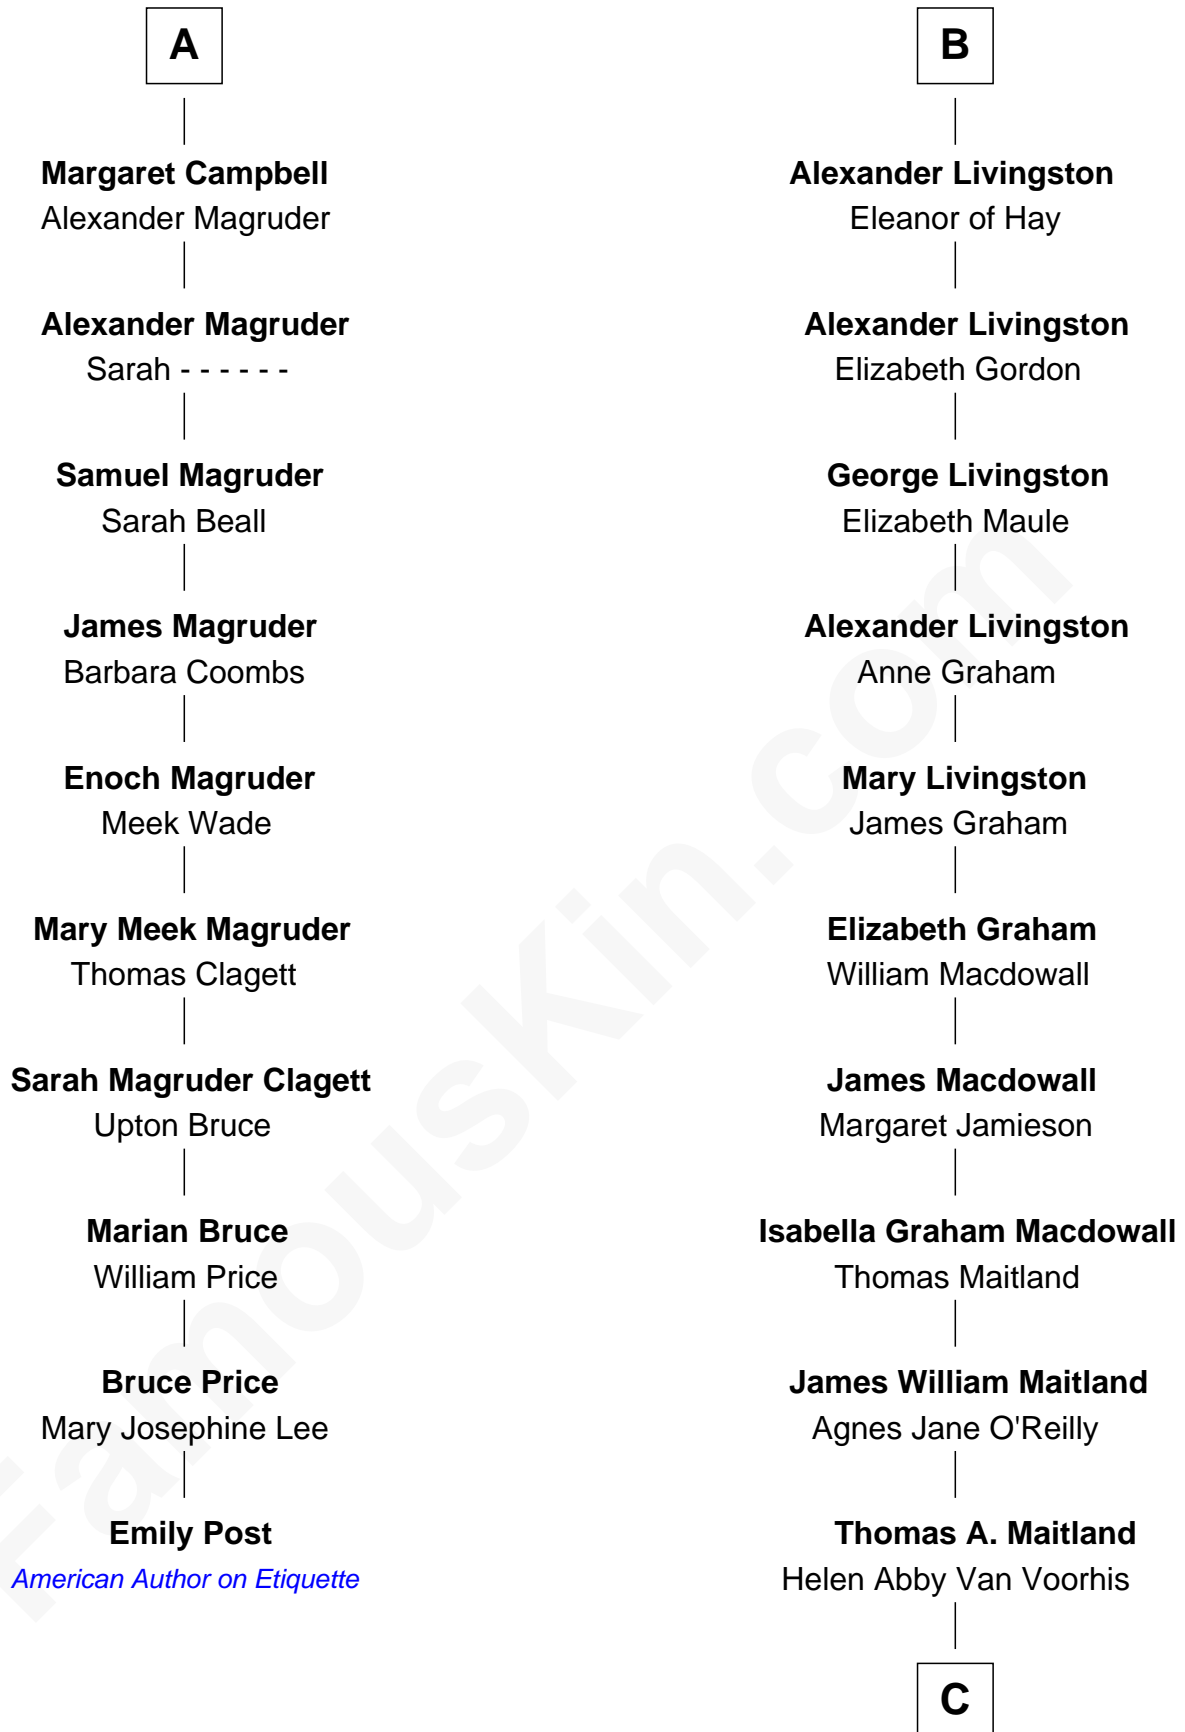 A
Margaret Campbell
Alexander Magruder
Alexander Magruder
Sarah - - - - - -
Samuel Magruder
Sarah Beall
James Magruder
Barbara Coombs
Enoch Magruder
Meek Wade
Mary Meek Magruder
Thomas Clagett
Sarah Magruder Clagett
Upton Bruce
Marian Bruce
William Price
Bruce Price
Mary Josephine Lee
Emily Post
American Author on Etiquette
B
Alexander Livingston
Eleanor of Hay
Alexander Livingston
Elizabeth Gordon
George Livingston
Elizabeth Maule
Alexander Livingston
Anne Graham
Mary Livingston
James Graham
Elizabeth Graham
William Macdowall
James Macdowall
Margaret Jamieson
Isabella Graham Macdowall
Thomas Maitland
James William Maitland
Agnes Jane O'Reilly
Thomas A. Maitland
Helen Abby Van Voorhis
C
FamousKin.com